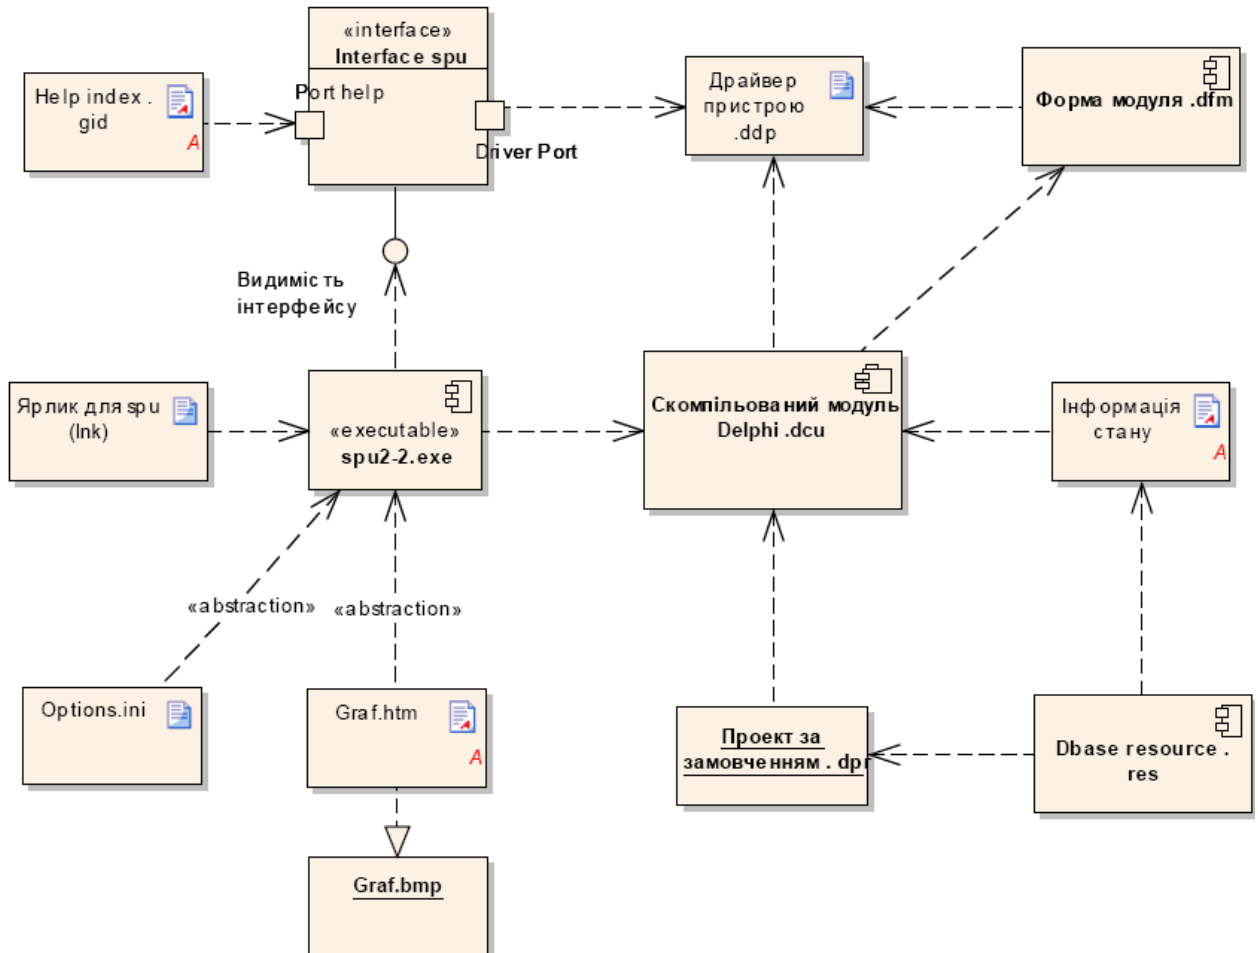 «interface»
Interface spu
Help index .
gid
A
Port help
Driver Port
Драйвер
пристрою
.ddp
Форма модуля .dfm
Видимість
інтерфейсу
Ярлик для spu
(lnk)
«executable»
spu2-2.exe
Скомпільований модуль
Delphi .dcu
Інформація
стану
A
«abstraction»
«abstraction»
Options.ini
Graf.htm
A
Проект за
замовченням . dpr
Dbase resource .
res
Graf.bmp